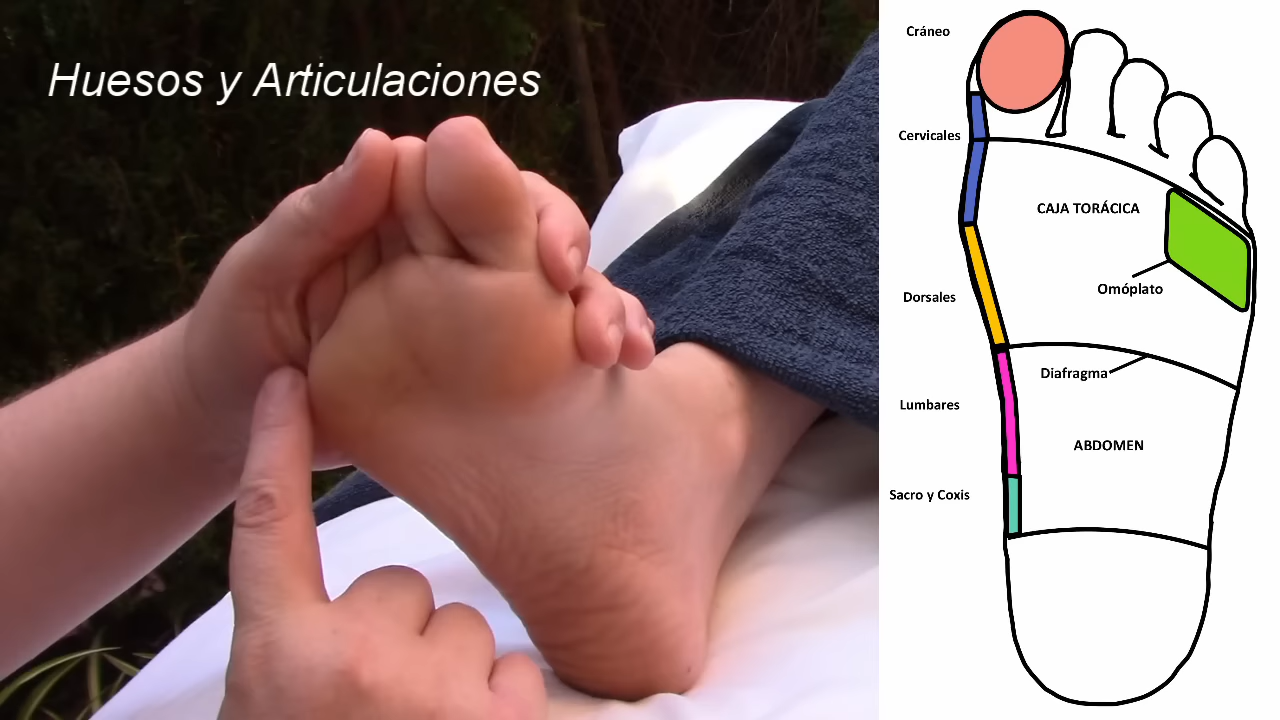 Huesos y Articulaciones
Cráneo
Cervicales
CAJA TORÁCICA
Omóplato
Dorsales
Diafragma
Lumbares
ABDOMEN
Sacro y Coxis